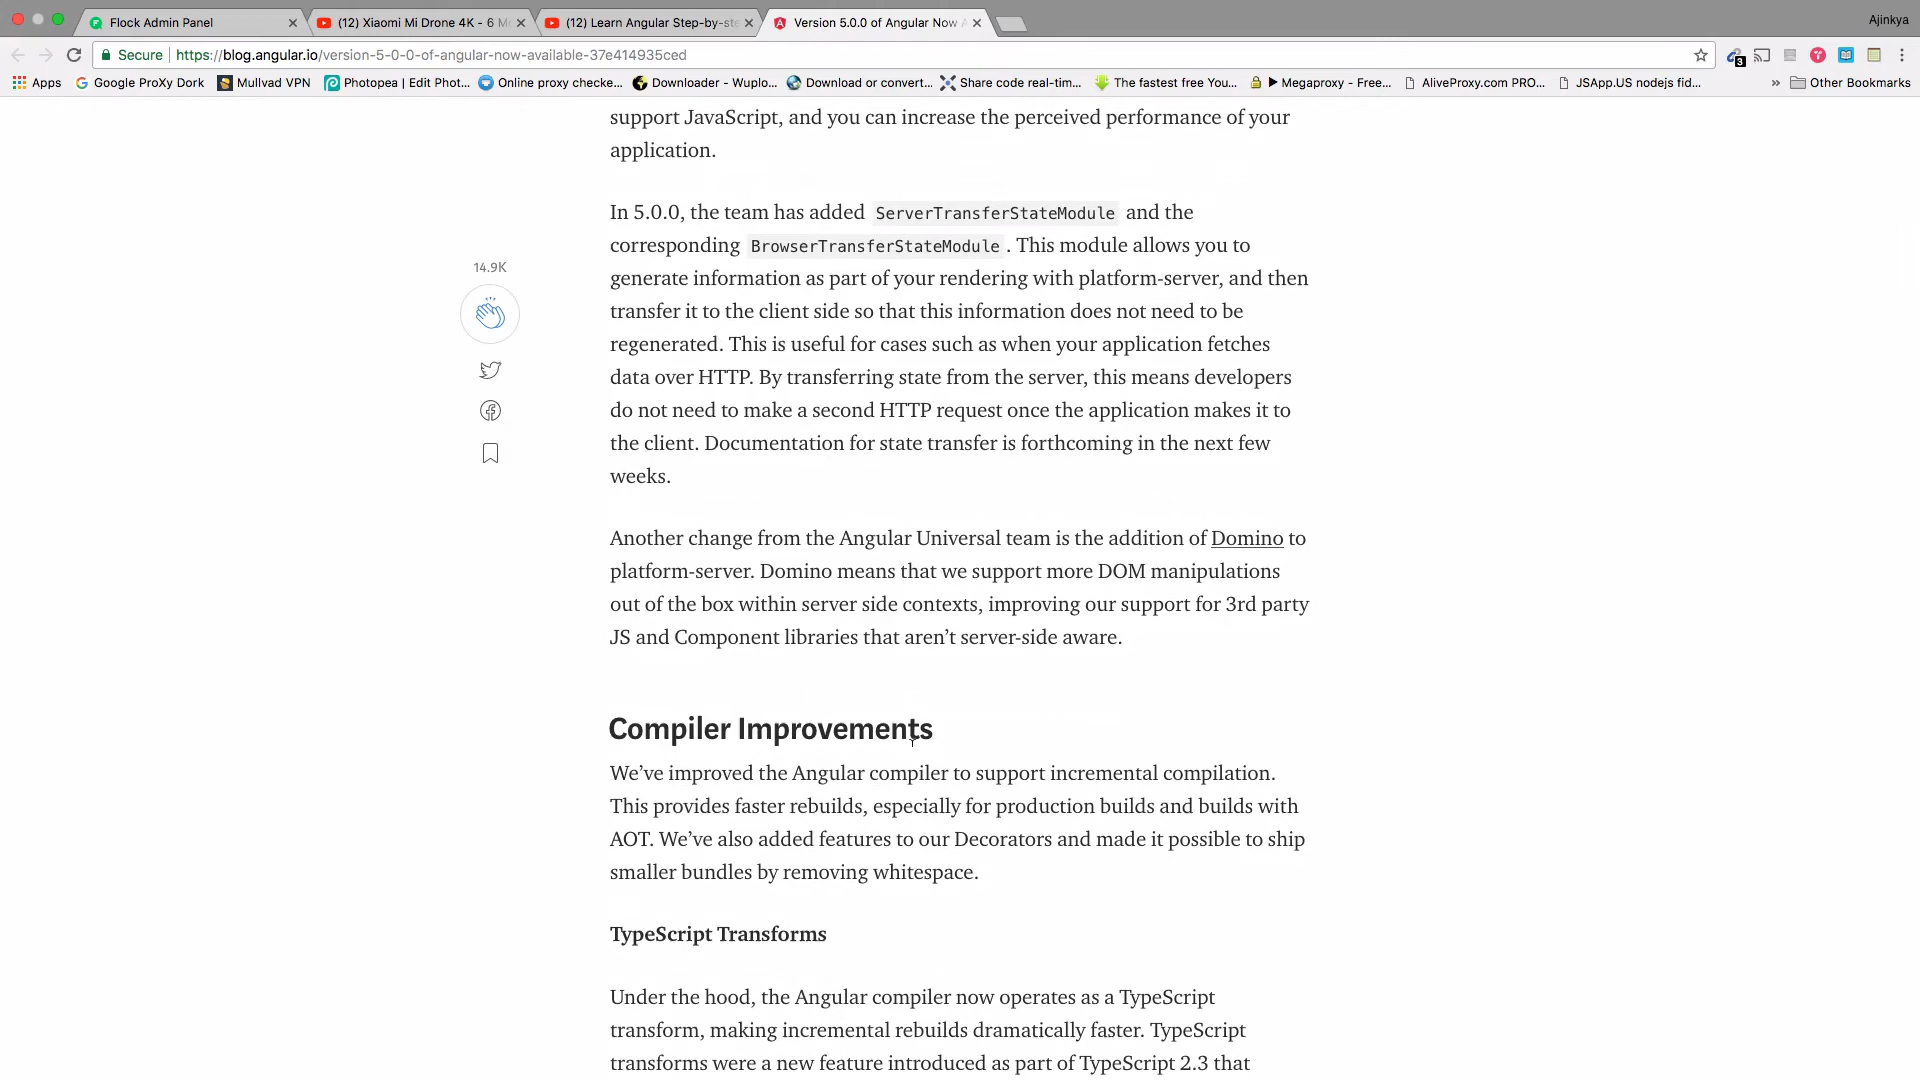 Flock Admin Panel
(12) Xiaomi Mi Drone 4K - 6 Mo
(12) Learn Angular Step-by-ste
Version 5.0.0 of Angular Now A
Ajinkya
Secure https://blog.angular.io/version-5-0-0-of-angular-now-available-37e414935ced
3
Apps Google ProXy Dork Mullvad VPN Photopea | Edit Phot... Online proxy checke... Downloader - Wuplo... Download or convert... Share code real-tim... The fastest free You... Megaproxy - Free... AliveProxy.com PRO... JSApp.US nodejs fid... » Other Bookmarks
support JavaScript, and you can increase the perceived performance of your
application.
In 5.0.0, the team has added ServerTransferStateModule and the
corresponding BrowserTransferStateModule . This module allows you to
generate information as part of your rendering with platform-server, and then
transfer it to the client side so that this information does not need to be
regenerated. This is useful for cases such as when your application fetches
data over HTTP. By transferring state from the server, this means developers
do not need to make a second HTTP request once the application makes it to
the client. Documentation for state transfer is forthcoming in the next few
weeks.
14.9K
Another change from the Angular Universal team is the addition of Domino to
platform-server. Domino means that we support more DOM manipulations
out of the box within server side contexts, improving our support for 3rd party
JS and Component libraries that aren’t server-side aware.
Compiler Improvements
We’ve improved the Angular compiler to support incremental compilation.
This provides faster rebuilds, especially for production builds and builds with
AOT. We’ve also added features to our Decorators and made it possible to ship
smaller bundles by removing whitespace.
TypeScript Transforms
Under the hood, the Angular compiler now operates as a TypeScript
transform, making incremental rebuilds dramatically faster. TypeScript
transforms were a new feature introduced as part of TypeScript 2.3 that